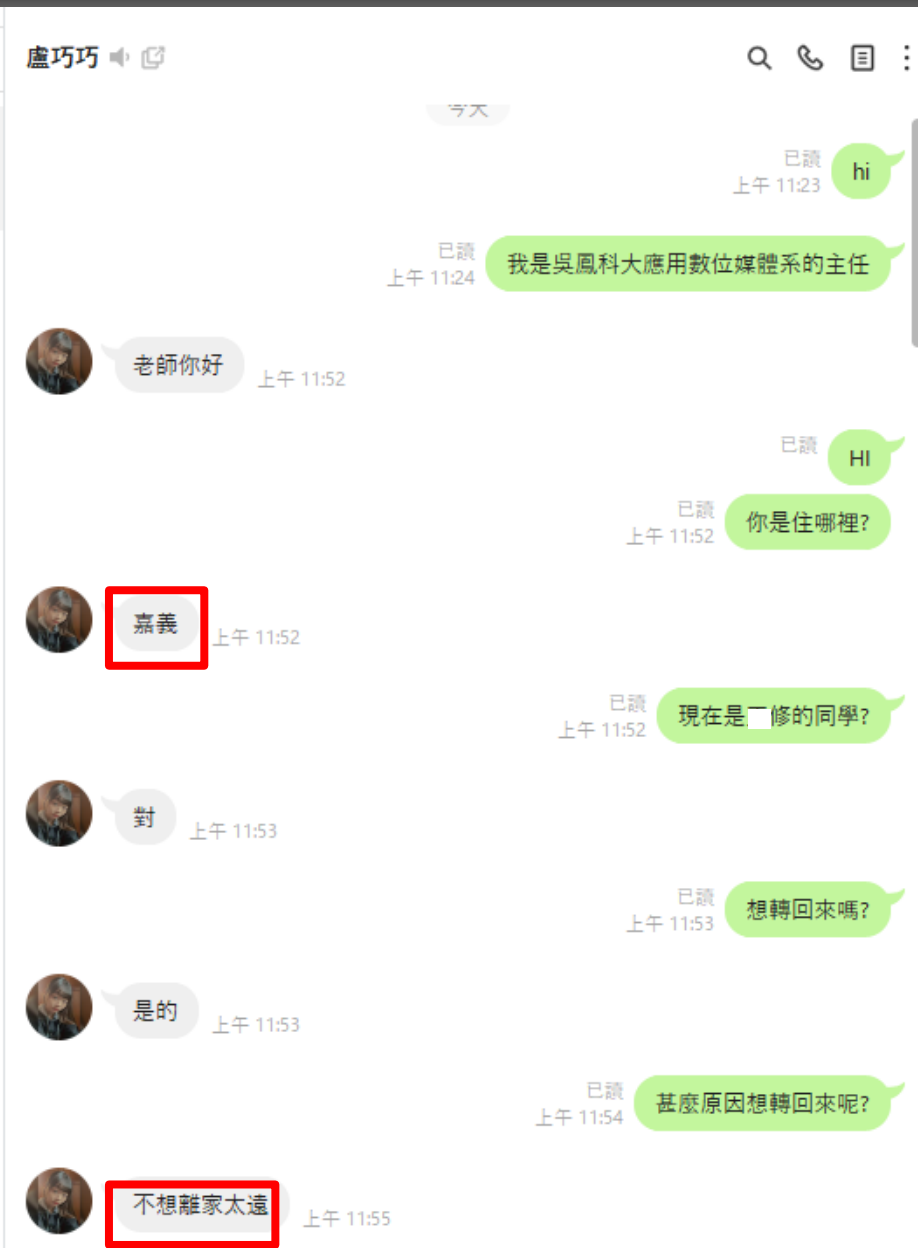 盧巧巧
今天
已讀
上午 11:23
hi
已讀
上午 11:24
我是吳鳳科大應用數位媒體系的主任
老師你好
上午 11:52
已讀
HI
已讀
上午 11:52
你是住哪裡?
嘉義
上午 11:52
已讀
上午 11:52
現在是 修的同學?
對
上午 11:53
已讀
上午 11:53
想轉回來嗎?
是的
上午 11:53
已讀
上午 11:54
甚麼原因想轉回來呢?
不想離家太遠
上午 11:55